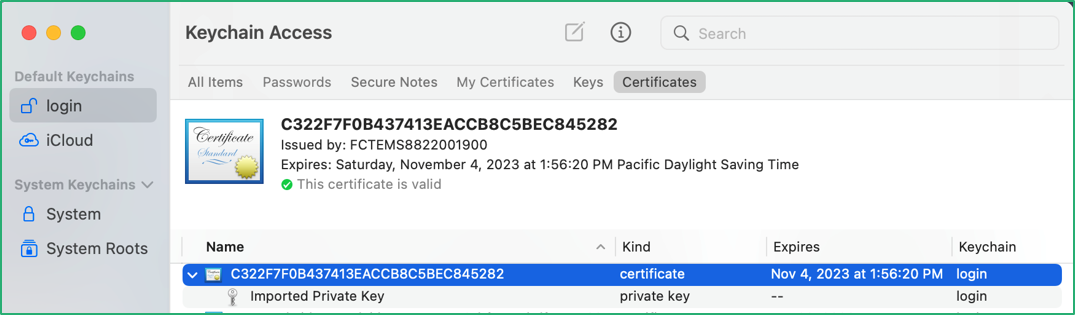 Keychain Access
Search
Default Keychains
login
iCloud
System Keychains
System
System Roots
All Items Passwords Secure Notes My Certificates Keys Certificates
Certificate
Standard
C322F7F0B437413EACCB8C5BEC845282
Issued by: FCTEMS8822001900
Expires: Saturday, November 4, 2023 at 1:56:20 PM Pacific Daylight Saving Time
This certificate is valid
Name Kind Expires Keychain
C322F7F0B437413EACCB8C5BEC845282 certificate Nov 4, 2023 at 1:56:20 PM login
Imported Private Key private key -- login